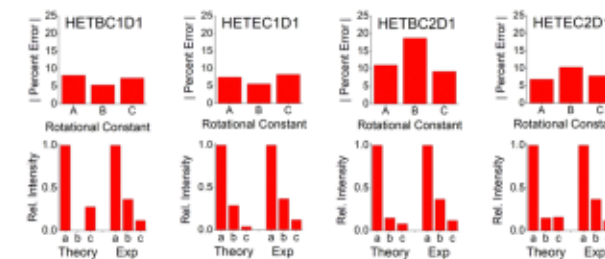 HETBC1D1
| Percent Error |
25
20
15
10
5
0
A B C
Rotational Constant
HETEC1D1
| Percent Error |
25
20
15
10
5
0
A B C
Rotational Constant
HETBC2D1
| Percent Error |
25
20
15
10
5
0
A B C
Rotational Constant
HETEC2D1
| Percent Error |
25
20
15
10
5
0
A B C
Rotational Consta
Rel. Intensity
1.0
0.5
0.0
a b c a b c
Theory Exp
Rel. Intensity
1.0
0.5
0.0
a b c a b c
Theory Exp
Rel. Intensity
1.0
0.5
0.0
a b c a b c
Theory Exp
Rel. Intensity
1.0
0.5
0.0
a b c a b c
Theory Exp